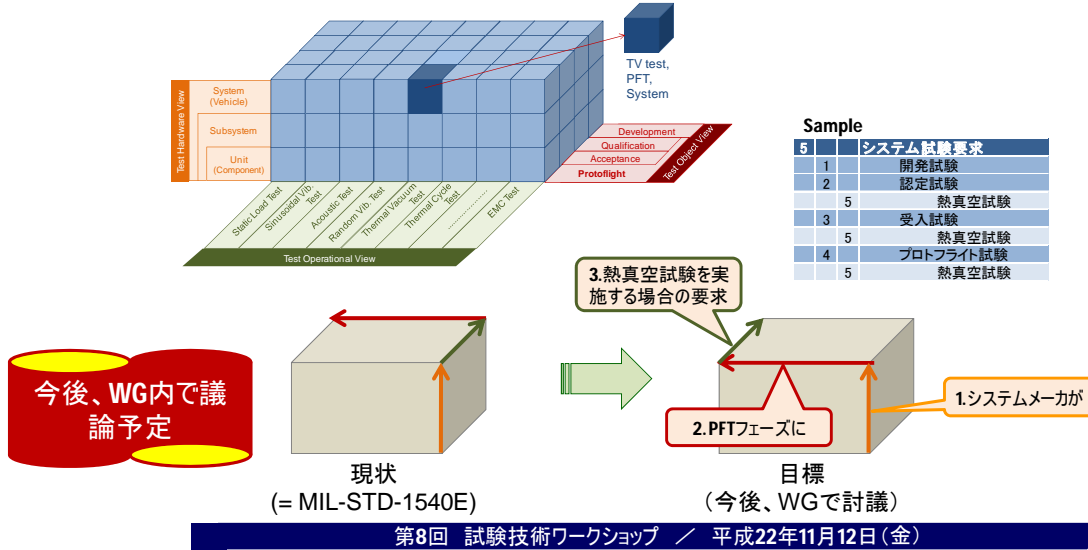 TV test,
PFT,
System
Test Hardware View
System
(Vehicle)
Subsystem
Unit
(Component)
Development
Qualification
Acceptance
Protoflight
Test Object View
Static Load Test
Sinusoidal Vib.
Test
Acoustic Test
Random Vib. Test
Thermal Vacuum
Test
Thermal Cycle
Test
………………
EMC Test
Test Operational View
Sample
5 システム試験要求
1 開発試験
2 認定試験
5 熱真空試験
3 受入試験
5 熱真空試験
4 プロトフライト試験
5 熱真空試験
3.熱真空試験を実
施する場合の要求
今後、WG内で議
論予定
1.システムメーカが
2.PFTフェーズに
現状
(= MIL-STD-1540E)
目標
（今後、WGで討議）
第8回 試験技術ワークショップ ／ 平成22年11月12日（金）